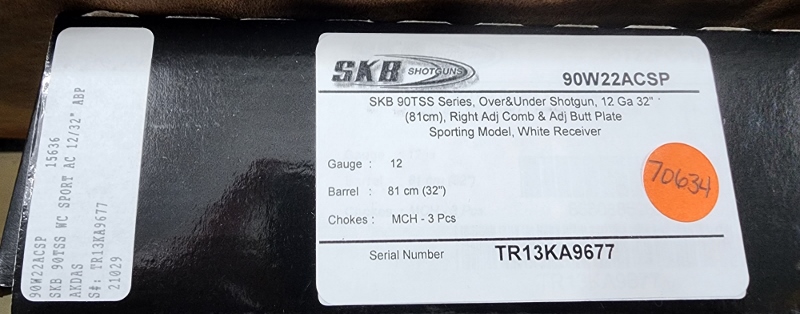 90W22ACSP 15636
SKB 90TSS WC SPORT AC 12/32" ABP
AKDAS
S#: TR13KA9677
21029
SKB SHOTGUNS
90W22ACSP
SKB 90TSS Series, Over&Under Shotgun, 12 Ga 32"
(81cm), Right Adj Comb & Adj Butt Plate
Sporting Model, White Receiver
Gauge : 12
Barrel : 81 cm (32")
Chokes : MCH - 3 Pcs
70634
Serial Number TR13KA9677